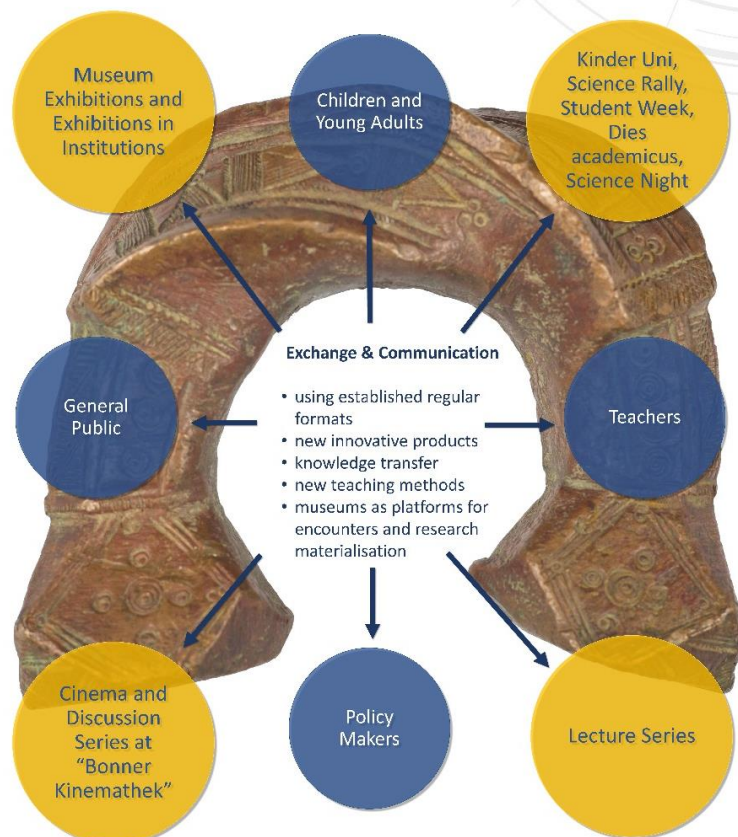 Museum
Exhibitions and
Exhibitions in
Institutions
Children and
Young Adults
Kinder Uni,
Science Rally,
Student Week,
Dies
academicus,
Science Night
Exchange & Communication
General
Public
• using established regular
formats
• new innovative products
• knowledge transfer
• new teaching methods
• museums as platforms for
encounters and research
materialisation
Teachers
Cinema and
Discussion
Series at
“Bonner
Kinemathek”
Policy
Makers
Lecture Series